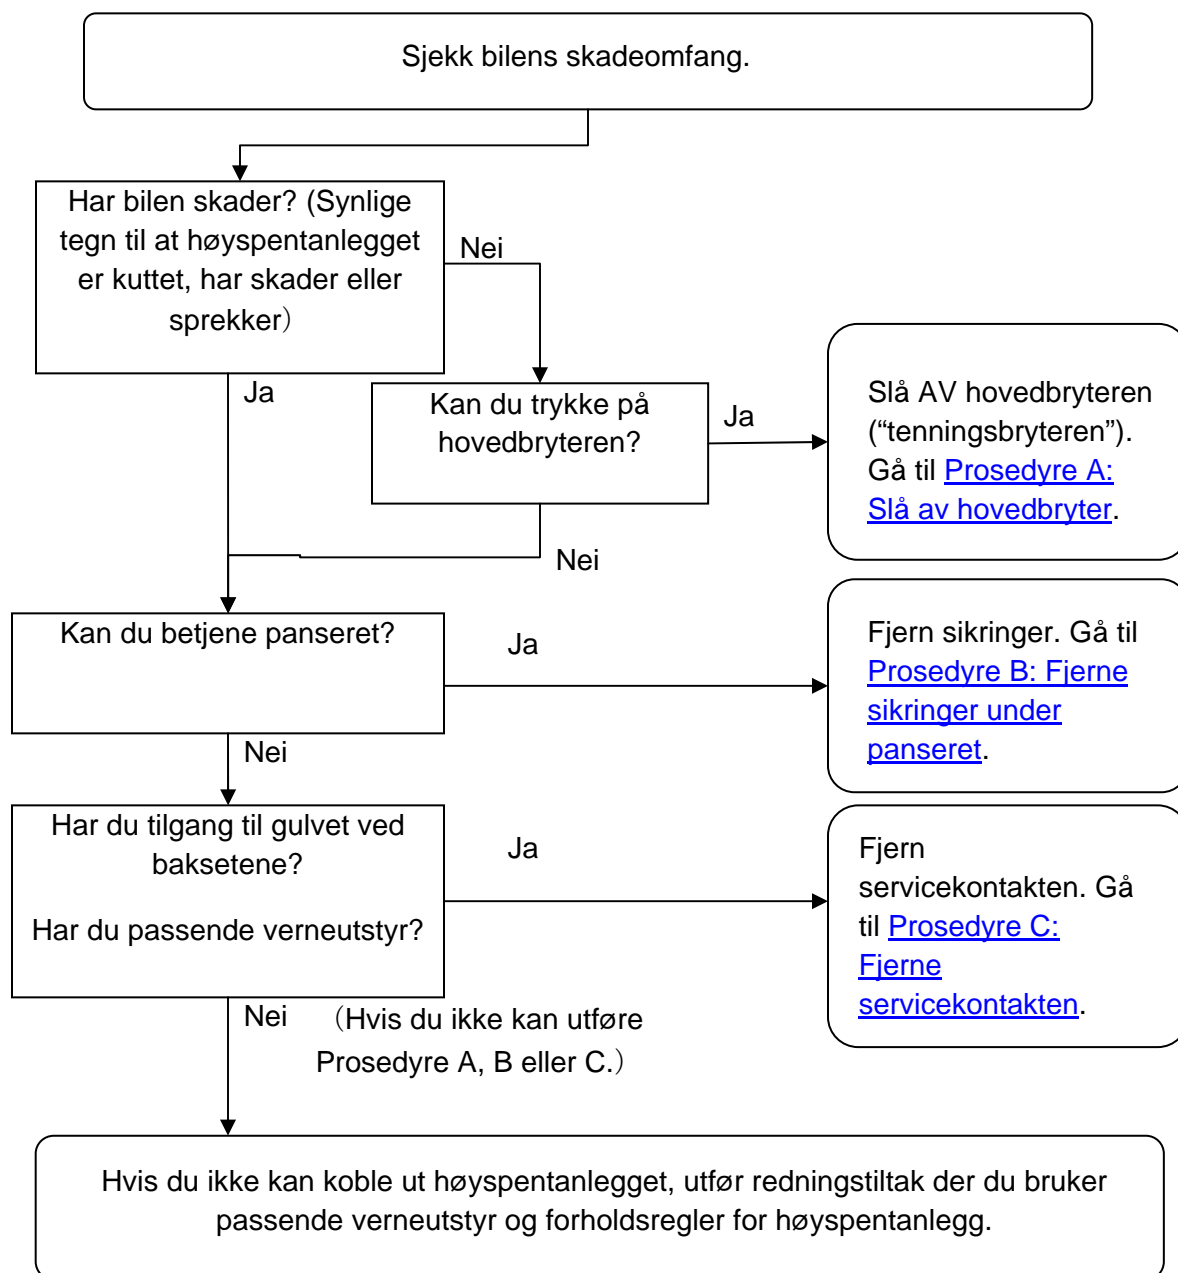 Sjekk bilens skadeomfang.
Har bilen skader? (Synlige
tegn til at høyspentanlegget
er kuttet, har skader eller
sprekker）
Nei
Ja
Kan du trykke på
hovedbryteren?
Ja
Slå AV hovedbryteren
(“tenningsbryteren”).
Gå til Prosedyre A:
Slå av hovedbryter.
Nei
Kan du betjene panseret?
Ja
Fjern sikringer. Gå til
Prosedyre B: Fjerne
sikringer under
panseret.
Nei
Har du tilgang til gulvet ved
baksetene?
Har du passende verneutstyr?
Ja
Fjern
servicekontakten. Gå
til Prosedyre C:
Fjerne
servicekontakten.
Nei
（Hvis du ikke kan utføre
Prosedyre A, B eller C.）
Hvis du ikke kan koble ut høyspentanlegget, utfør redningstiltak der du bruker
passende verneutstyr og forholdsregler for høyspentanlegg.